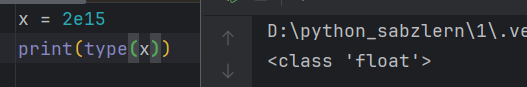 x = 2e15
print(type(x))
D:\python_sabzlern\1\.ve
<class 'float'>